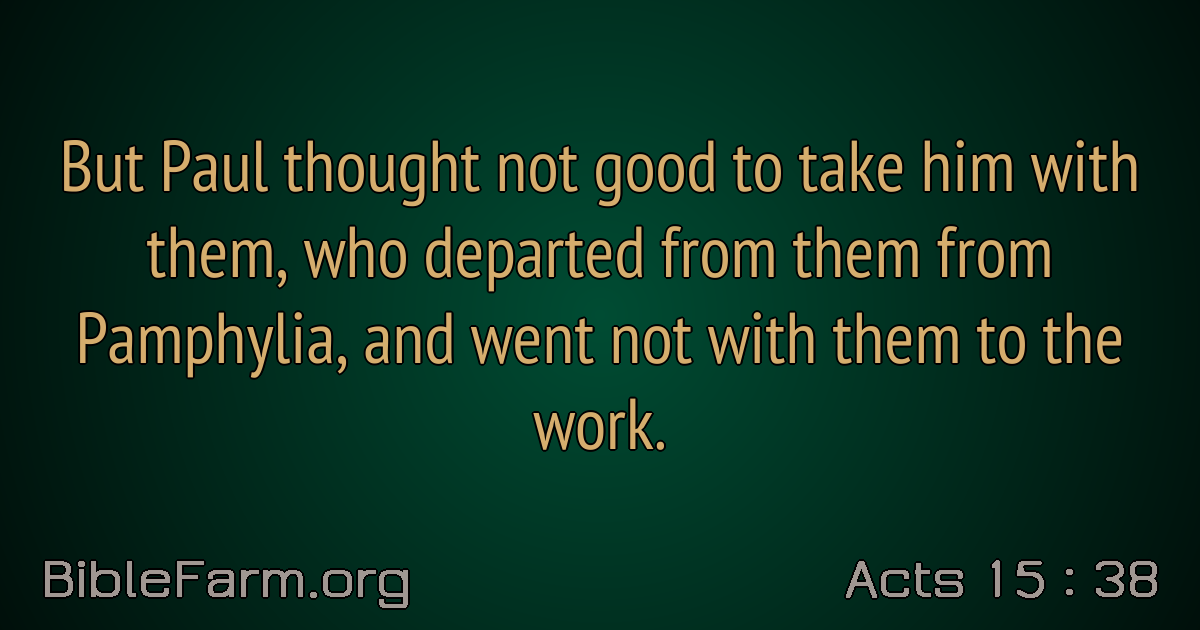 But Paul thought not good to take him with
them, who departed from them from
Pamphylia, and went not with them to the
work.
BibleFarm.org
Acts 15 : 38